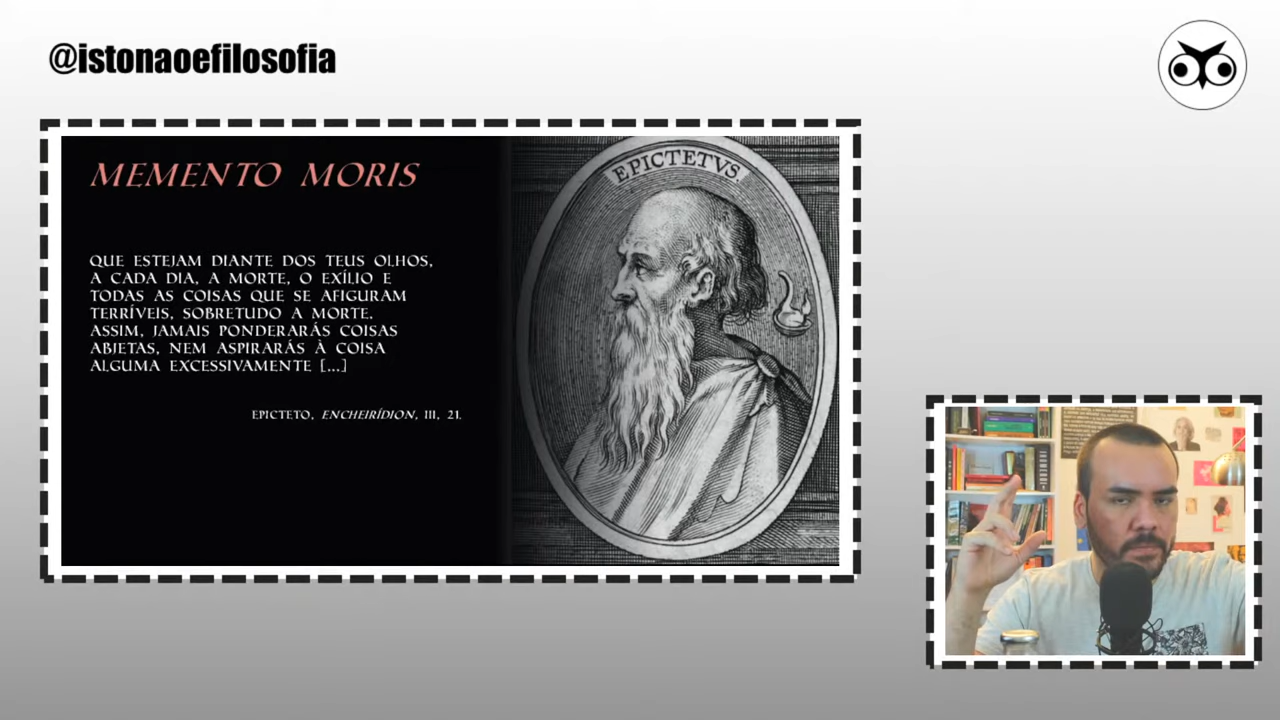 @istonaoefilosofia
MEMENTO MORIS
QUE ESTEJAM DIANTE DOS TEUS OLHOS,
A CADA DIA, A MORTE, O EXÍLIO E
TODAS AS COISAS QUE SE AFIGURAM
TERRÍVEIS, SOBRETUDO A MORTE.
ASSIM, JAMAIS PONDERARÁS COISAS
ABJETAS, NEM ASPIRARÁS À COISA
ALGUMA EXCESSIVAMENTE [...]
EPICTETO, ENCHEIRÍDION, III, 21.
EPICTETVS.